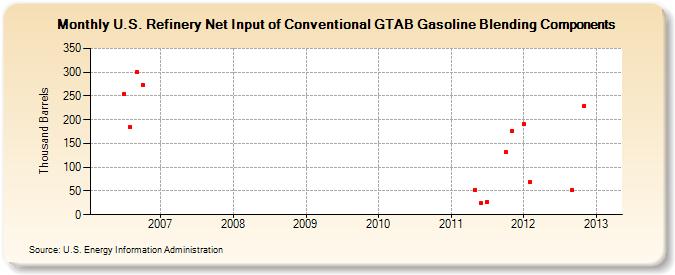 Monthly U.S. Refinery Net Input of Conventional GTAB Gasoline Blending Components
Thousand Barrels
350
300
250
200
150
100
50
0
2007 2008 2009 2010 2011 2012 2013
Source: U.S. Energy Information Administration